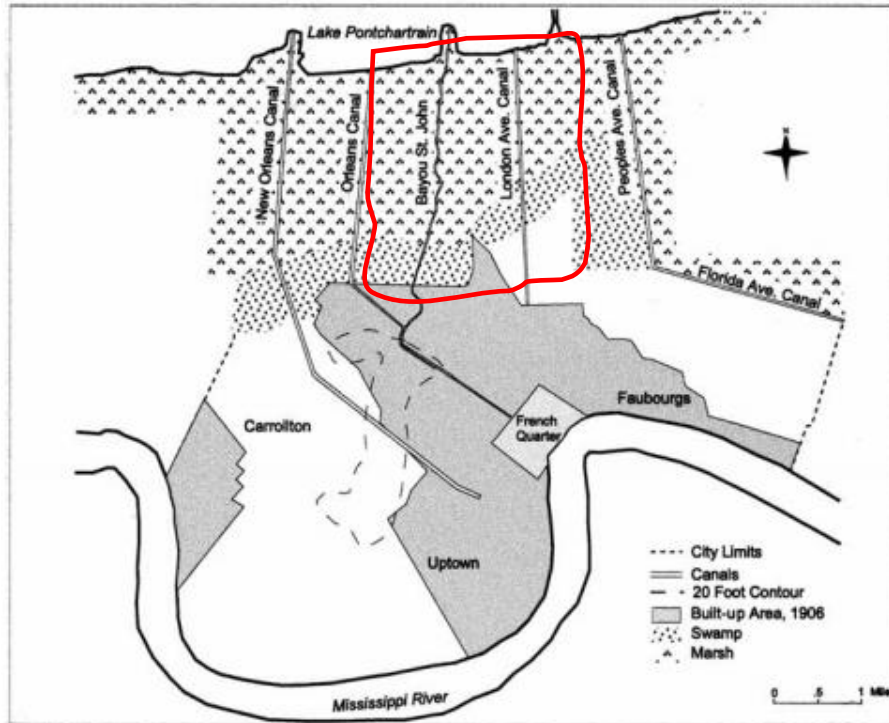 Lake Pontchartrain
New Orleans Canal
Orleans Canal
Bayou St. John
London Ave. Canal
Peoples Ave. Canal
N
Florida Ave. Canal
Carrollton
French
Quarter
Faubourgs
Uptown
Mississippi River
City Limits
Canals
20 Foot Contour
Built-up Area, 1906
Swamp
Marsh
0 .5 1 Mile